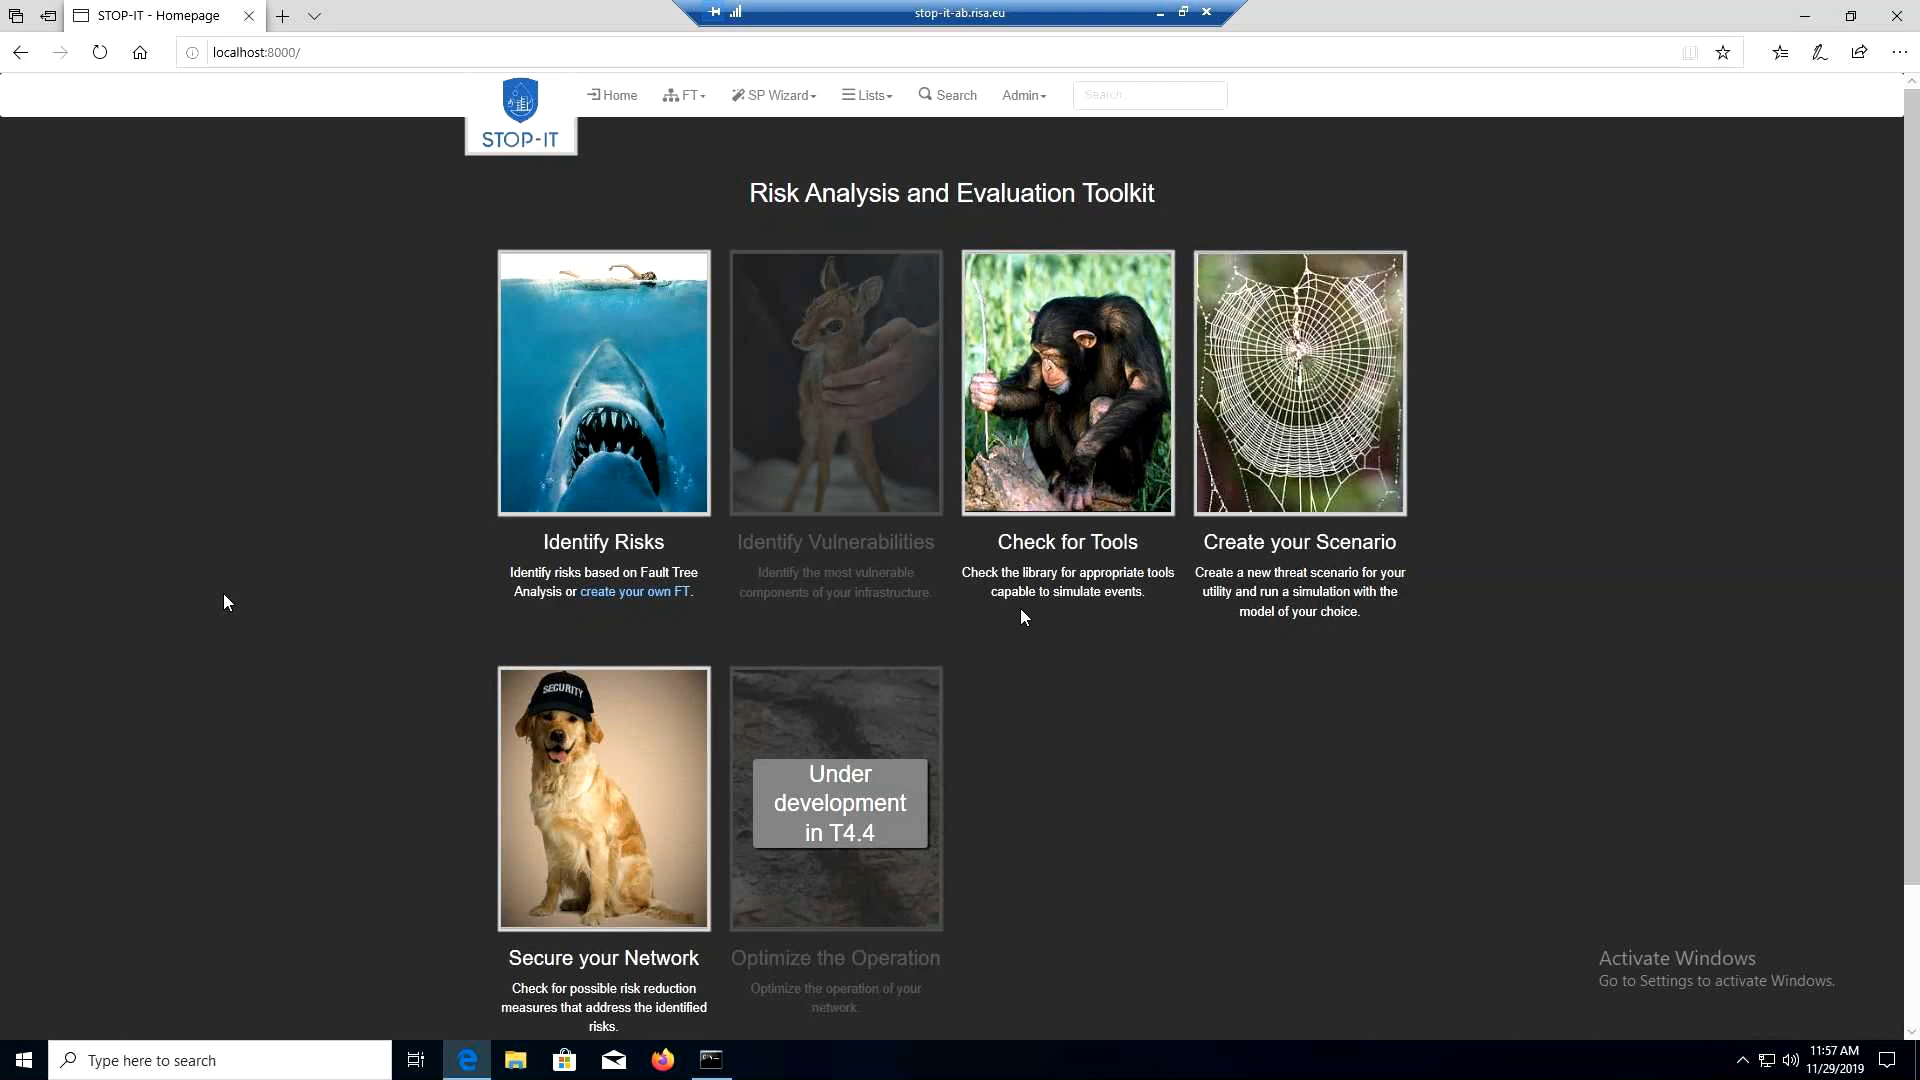 STOP-IT - Homepage
stop-it-ab.risa.eu
localhost:8000/
Home
FT
SP Wizard
Lists
Search
Admin
Search...
STOP-IT
Risk Analysis and Evaluation Toolkit
Identify Risks
Identify risks based on Fault Tree
Analysis or create your own FT.
Identify Vulnerabilities
Identify the most vulnerable
components of your infrastructure.
Check for Tools
Check the library for appropriate tools
capable to simulate events.
Create your Scenario
Create a new threat scenario for your
utility and run a simulation with the
model of your choice.
SECURITY
Under
development
in T4.4
Secure your Network
Check for possible risk reduction
measures that address the identified
risks.
Optimize the Operation
Optimize the operation of your
network.
Activate Windows
Go to Settings to activate Windows.
Type here to search
11:57 AM
11/29/2019